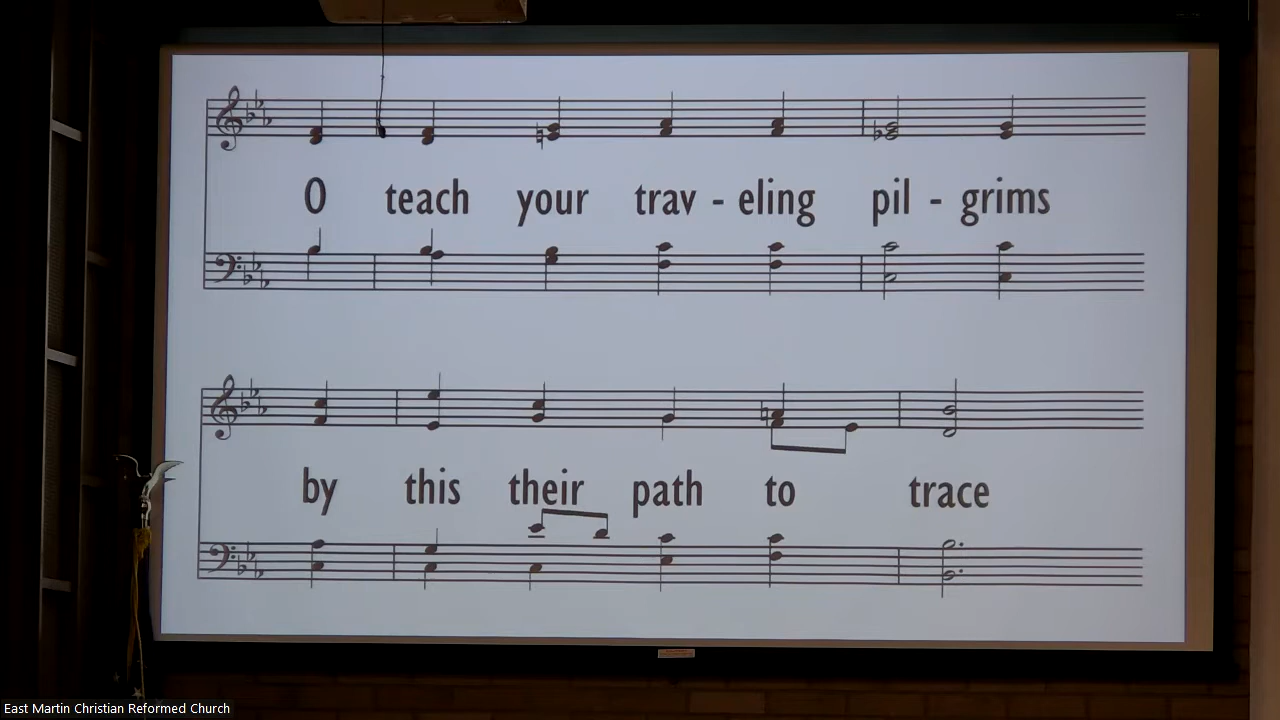 O teach your trav - eling pil - grims
by this their path to trace
East Martin Christian Reformed Church